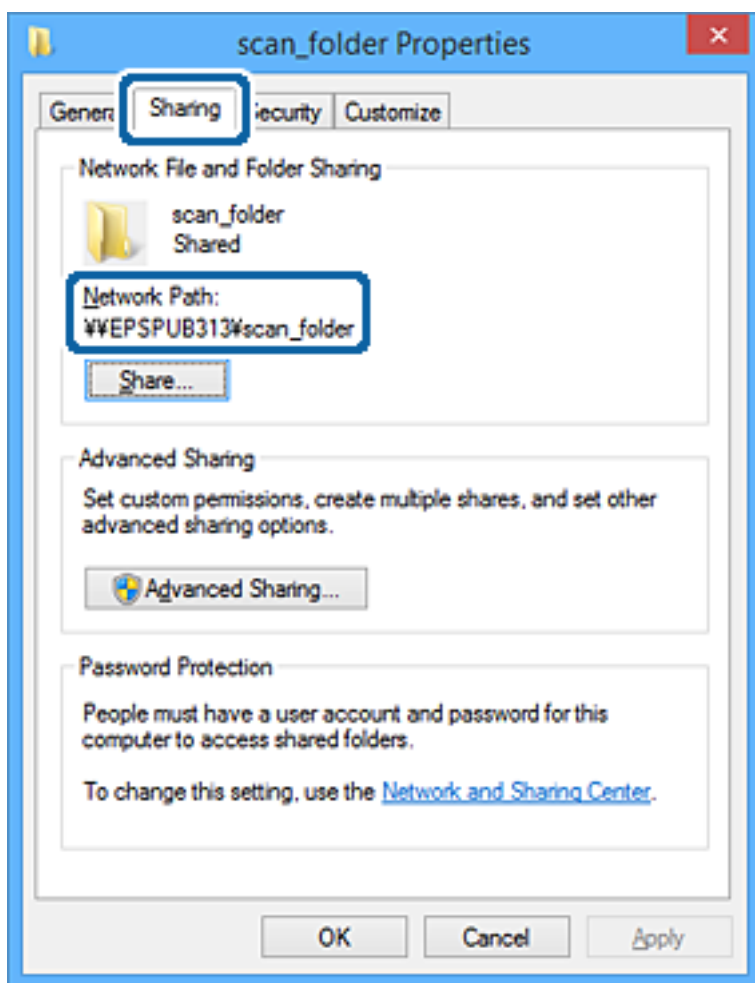 scan_folder Properties
General Sharing Security Customize
Network File and Folder Sharing
scan_folder
Shared
Network Path:
¥¥EPSPUB313¥scan_folder
Share...
Advanced Sharing
Set custom permissions, create multiple shares, and set other
advanced sharing options.
Advanced Sharing...
Password Protection
People must have a user account and password for this
computer to access shared folders.
To change this setting, use the Network and Sharing Center.
OK Cancel Apply